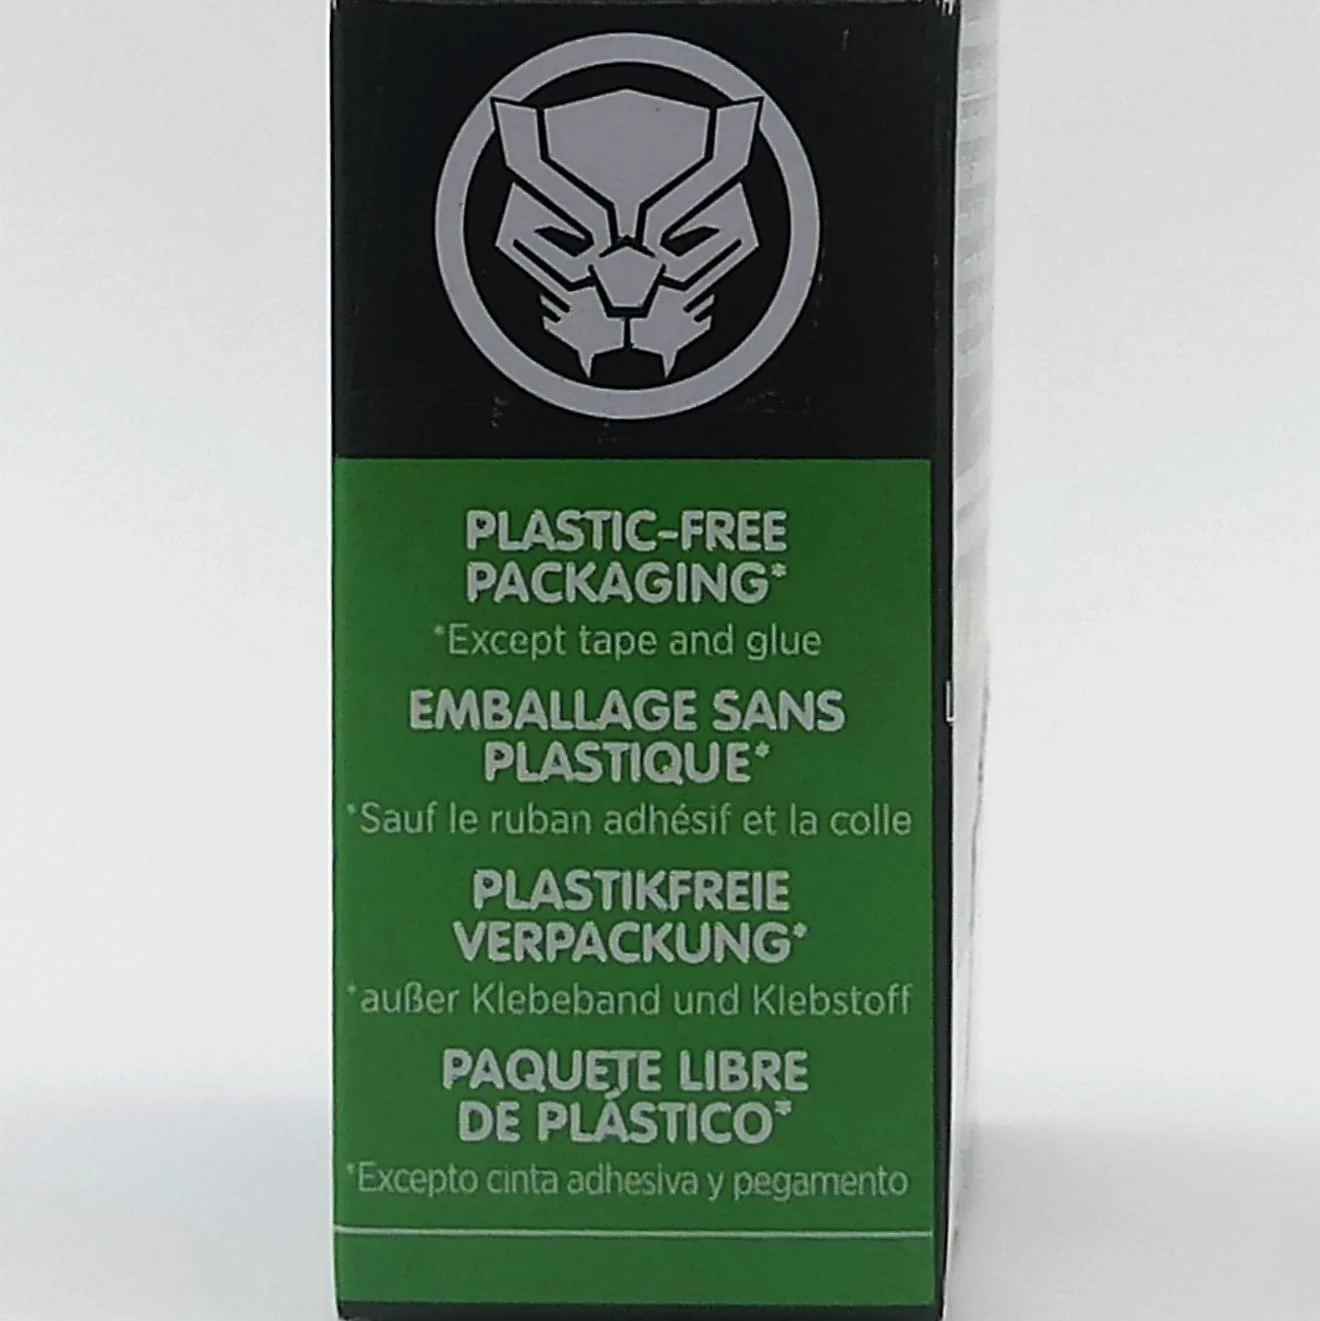 PLASTIC-FREE
PACKAGING*
*Except tape and glue
EMBALLAGE SANS
PLASTIQUE*
*Sauf le ruban adhésif et la colle
PLASTIKFREIE
VERPACKUNG*
*außer Klebeband und Klebstoff
PAQUETE LIBRE
DE PLÁSTICO*
*Excepto cinta adhesiva y pegamento